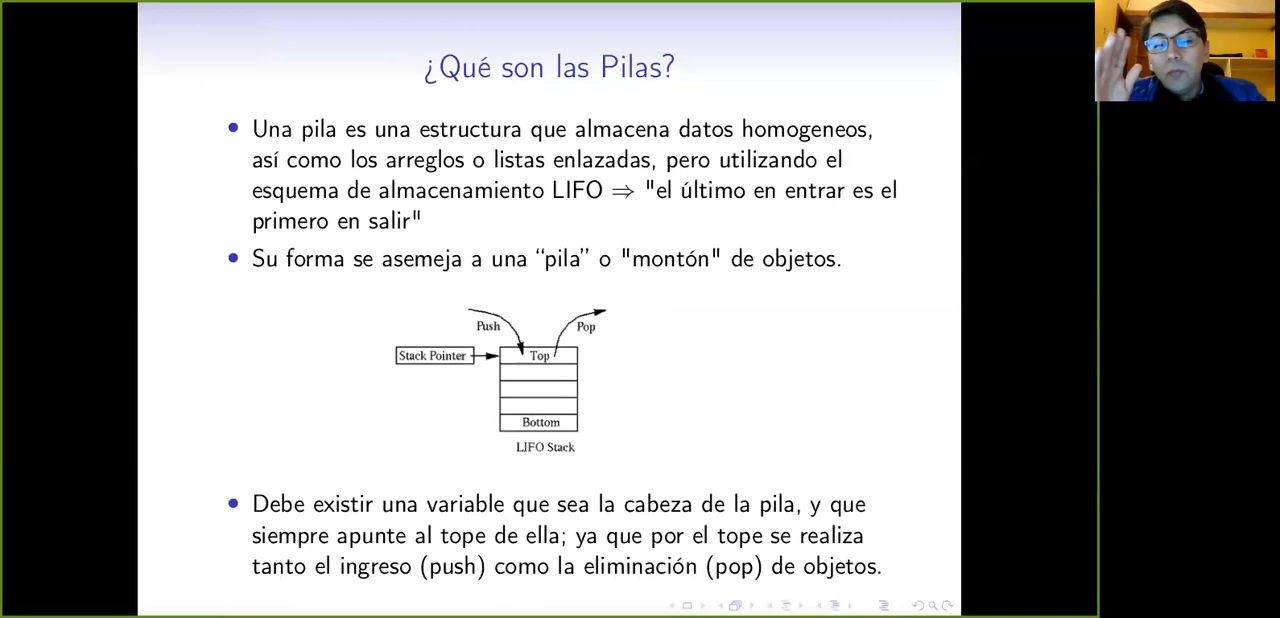 ¿Qué son las Pilas?
Una pila es una estructura que almacena datos homogeneos,
así como los arreglos o listas enlazadas, pero utilizando el
esquema de almacenamiento LIFO ⇒ "el último en entrar es el
primero en salir"
Su forma se asemeja a una “pila” o "montón" de objetos.
Push
Pop
Stack Pointer
Top
Bottom
LIFO Stack
Debe existir una variable que sea la cabeza de la pila, y que
siempre apunte al tope de ella; ya que por el tope se realiza
tanto el ingreso (push) como la eliminación (pop) de objetos.